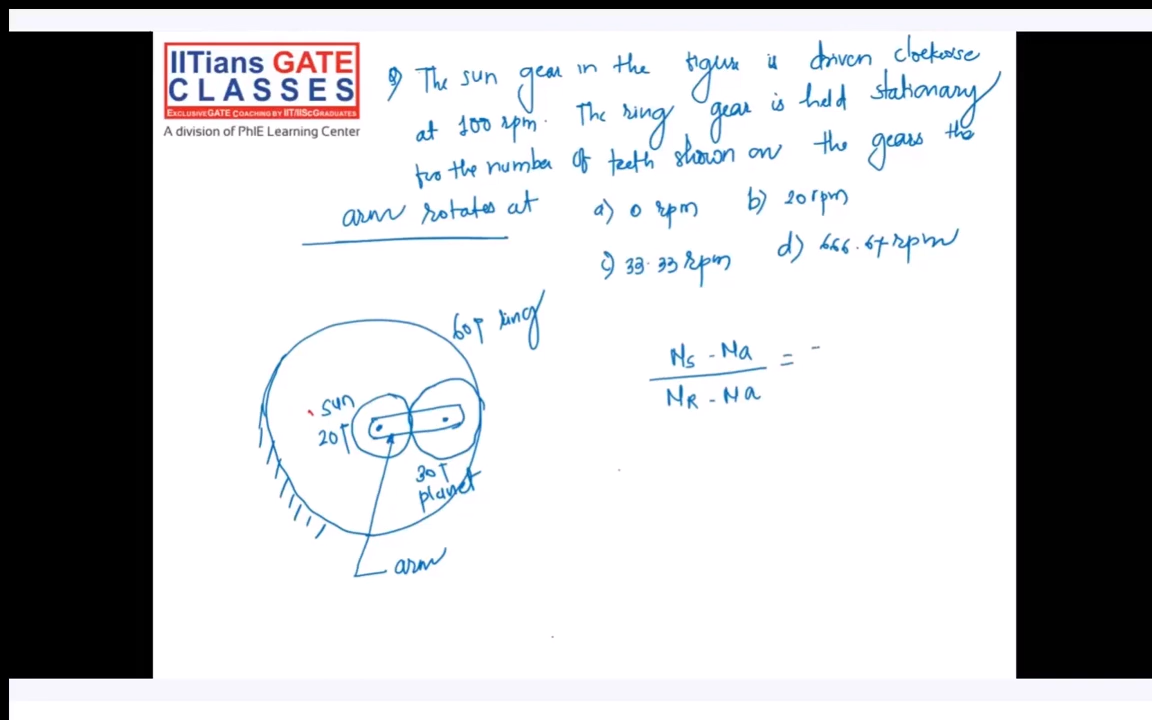 IITians GATE
CLASSES
EXCLUSIVE GATE COACHING BY IIT/IISc GRADUATES
A division of PhIE Learning Center
Q) The sun gear in the figure is driven clockwise
at 100 rpm. The ring gear is held stationary
for the number of teeth shown on the gears the
arm rotates at a) 0 rpm b) 20 rpm
c) 33.33 rpm d) 666.67 rpm
60T ring
sun
20T
30T
planet
arm
Ns - Na
= -
NR - Na